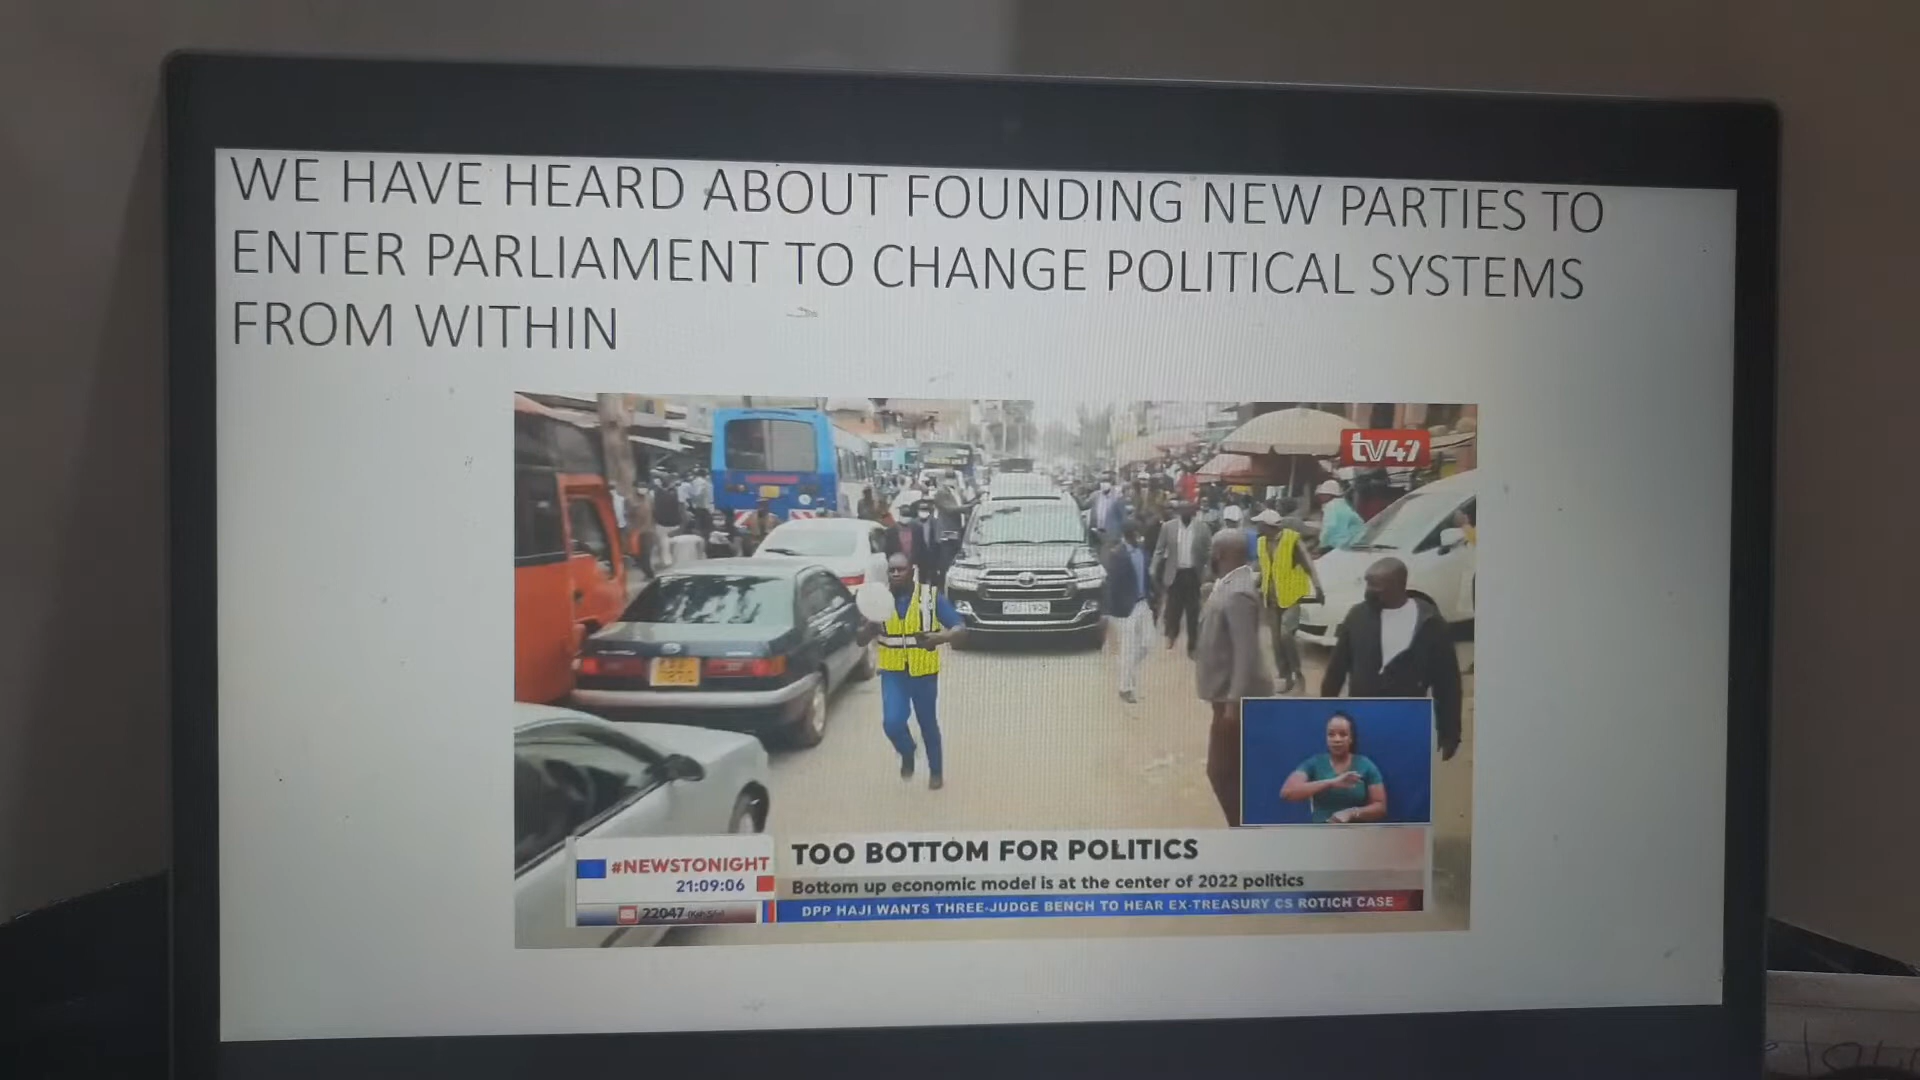 WE HAVE HEARD ABOUT FOUNDING NEW PARTIES TO
ENTER PARLIAMENT TO CHANGE POLITICAL SYSTEMS
FROM WITHIN
tv47
#NEWSTONIGHT
21:09:06
22047
TOO BOTTOM FOR POLITICS
Bottom up economic model is at the center of 2022 politics
DPP HAJI WANTS THREE-JUDGE BENCH TO HEAR EX-TREASURY CS ROTICH CASE